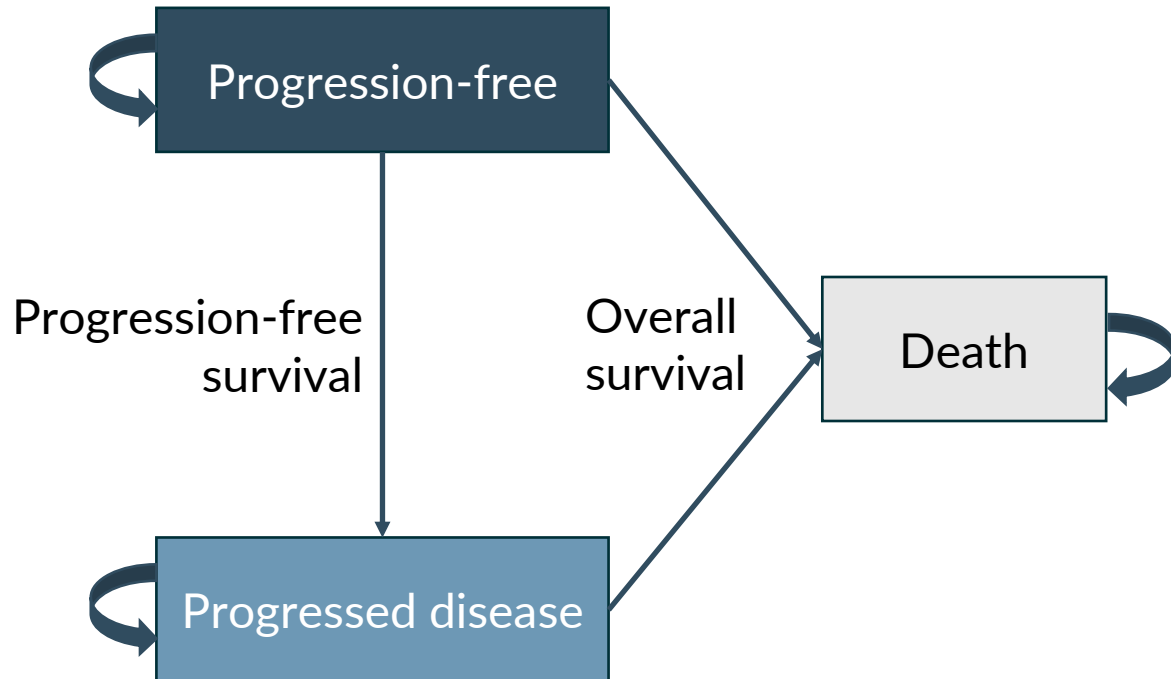 Progression-free
Progression-free
survival
Overall
survival
Death
Progressed disease